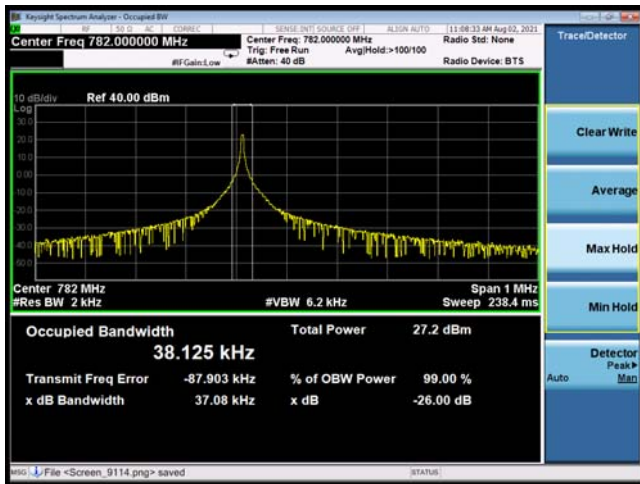 Keysight Spectrum Analyzer - Occupied BW
RF 50 Ω AC CORREC SENSE:INT SOURCE OFF ALIGN AUTO 11:08:33 AM Aug 02, 2021
Center Freq 782.000000 MHz
Center Freq: 782.000000 MHz
Radio Std: None
Trig: Free Run Avg|Hold:>100/100
#IFGain:Low #Atten: 40 dB Radio Device: BTS
Trace/Detector
10 dB/div Ref 40.00 dBm
Log
30.0
20.0
10.0
0.00
-10.0
-20.0
-30.0
-40.0
-50.0
Center 782 MHz Span 1 MHz
#Res BW 2 kHz #VBW 6.2 kHz Sweep 238.4 ms
Occupied Bandwidth Total Power 27.2 dBm
38.125 kHz
Transmit Freq Error -87.903 kHz % of OBW Power 99.00 %
x dB Bandwidth 37.08 kHz x dB -26.00 dB
Clear Write
Average
Max Hold
Min Hold
Detector
Peak▶
Auto Man
MSG File <Screen_9114.png> saved STATUS